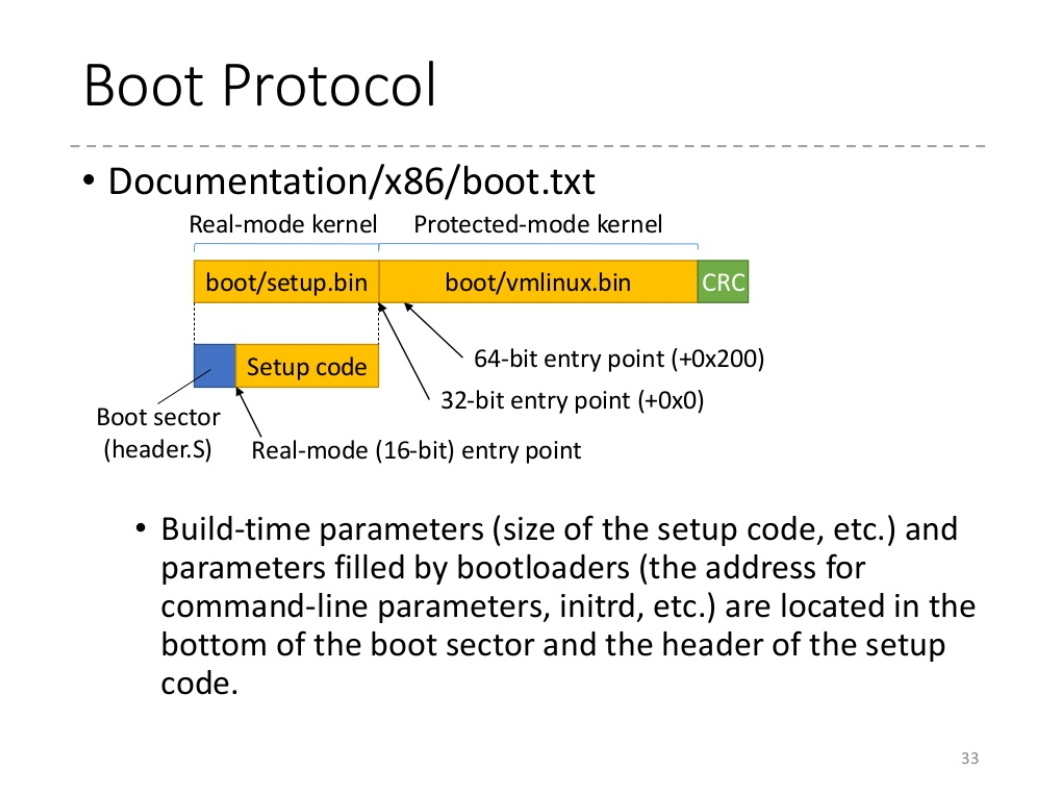 Boot Protocol
• Documentation/x86/boot.txt
Real-mode kernel Protected-mode kernel
boot/setup.bin boot/vmlinux.bin CRC
Setup code
64-bit entry point (+0x200)
32-bit entry point (+0x0)
Boot sector
(header.S)
Real-mode (16-bit) entry point
• Build-time parameters (size of the setup code, etc.) and
parameters filled by bootloaders (the address for
command-line parameters, initrd, etc.) are located in the
bottom of the boot sector and the header of the setup
code.
33